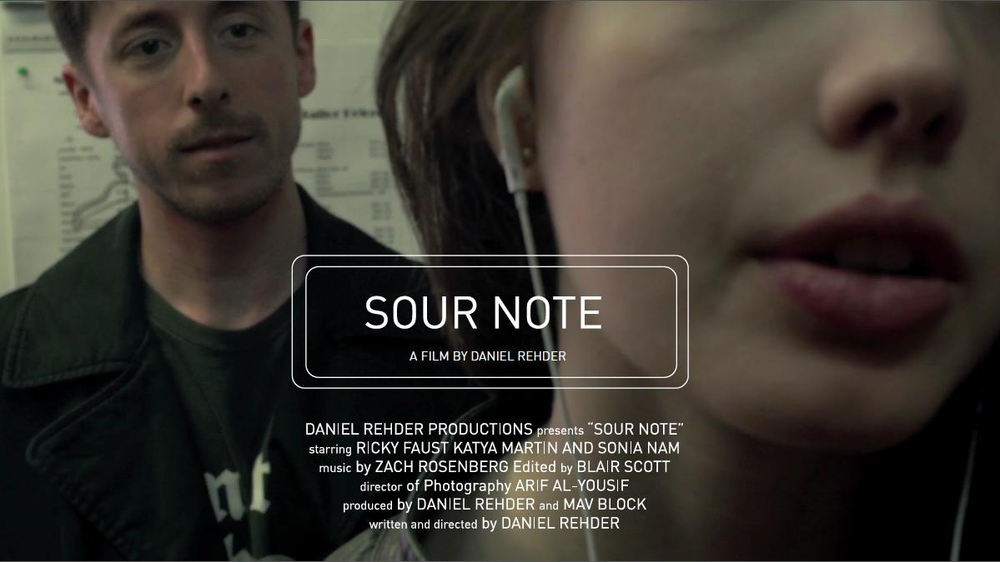 SOUR NOTE
A FILM BY DANIEL REHDER
DANIEL REHDER PRODUCTIONS presents “SOUR NOTE”
starring RICKY FAUST KATYA MARTIN AND SONIA NAM
music by ZACH ROSENBERG Edited by BLAIR SCOTT
director of Photography ARIF AL-YOUSIF
produced by DANIEL REHDER and MAV BLOCK
written and directed by DANIEL REHDER